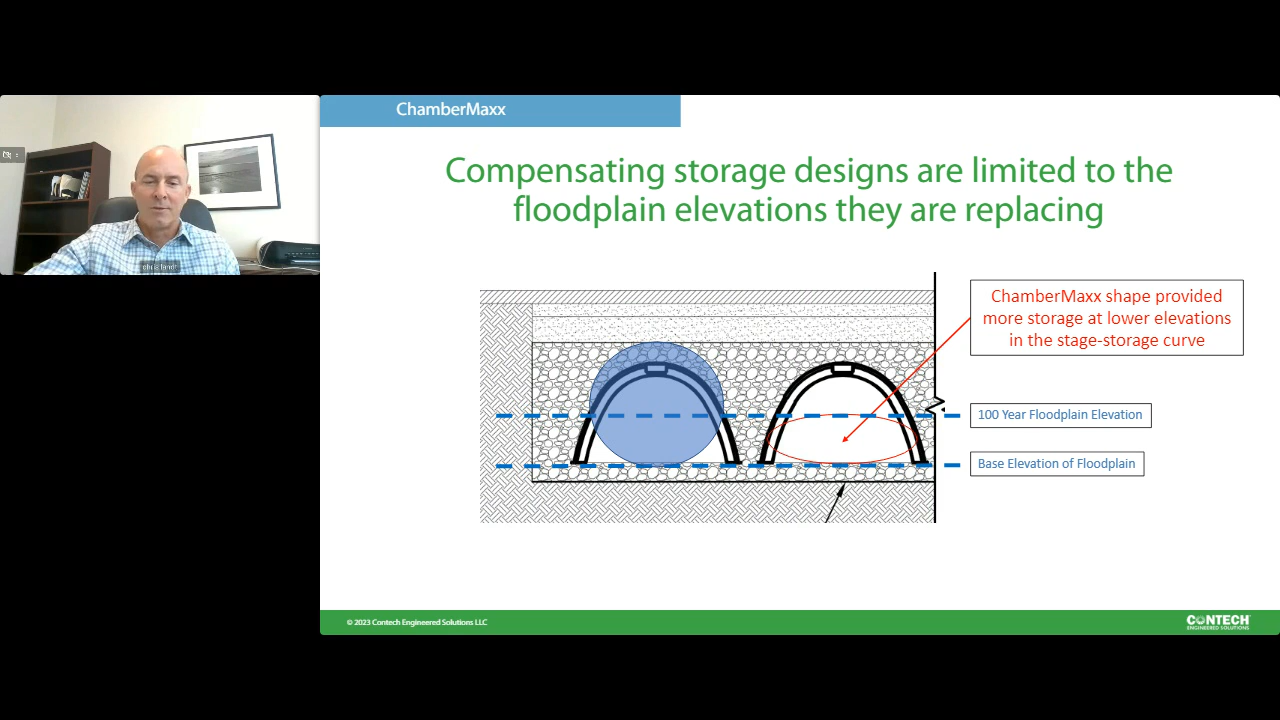 ChamberMaxx
Compensating storage designs are limited to the
floodplain elevations they are replacing
ChamberMaxx shape provided
more storage at lower elevations
in the stage-storage curve
100 Year Floodplain Elevation
Base Elevation of Floodplain
© 2023 Contech Engineered Solutions LLC
CONTECH
ENGINEERED SOLUTIONS